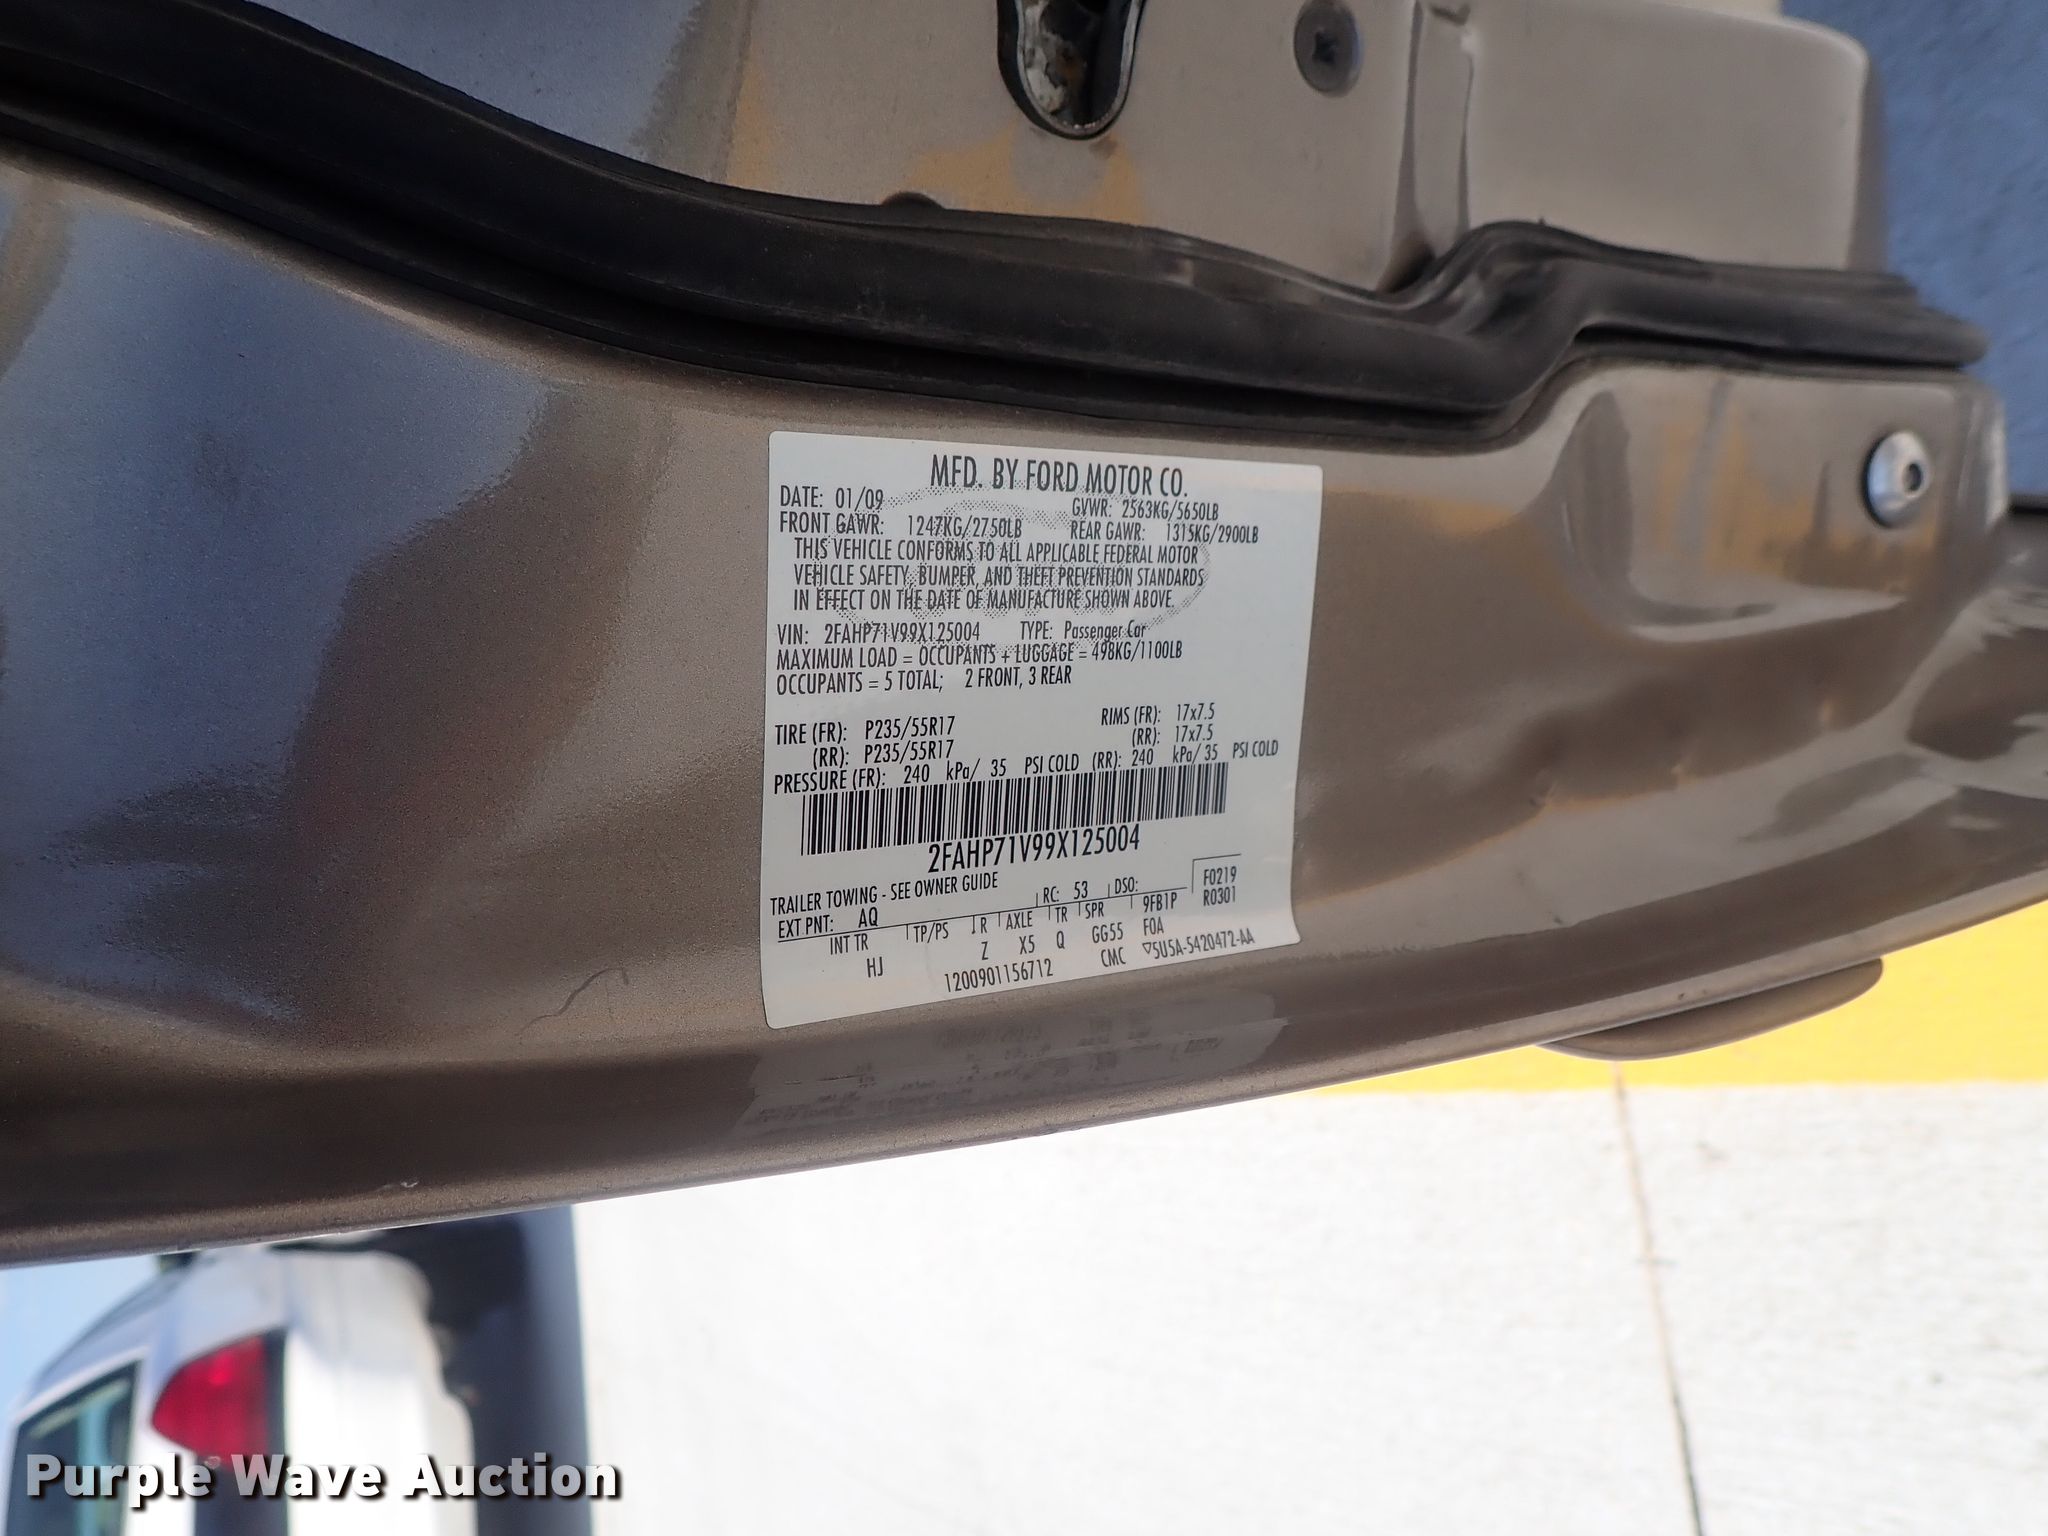 MFD. BY FORD MOTOR CO.
DATE: 01/09 GVWR: 2563KG/5650LB
FRONT GAWR: 1247KG/2750LB REAR GAWR: 1315KG/2900LB
THIS VEHICLE CONFORMS TO ALL APPLICABLE FEDERAL MOTOR
VEHICLE SAFETY, BUMPER, AND THEFT PREVENTION STANDARDS
IN EFFECT ON THE DATE OF MANUFACTURE SHOWN ABOVE.
VIN: 2FAHP71V99X125004 TYPE: Passenger Car
MAXIMUM LOAD = OCCUPANTS + LUGGAGE = 498KG/1100LB
OCCUPANTS = 5 TOTAL; 2 FRONT, 3 REAR
TIRE (FR): P235/55R17 RIMS (FR): 17x7.5
(RR): P235/55R17 (RR): 17x7.5
PRESSURE (FR): 240 kPa/ 35 PSI COLD (RR): 240 kPa/ 35 PSI COLD
2FAHP71V99X125004
TRAILER TOWING - SEE OWNER GUIDE F0219
EXT PNT: AQ RC: 53 DSO: 9FB1P R0301
INT TR TP/PS R AXLE TR SPR F0A
HJ Z X5 Q GG55
1200901156712 CMC ▽5U5A-5420472-AA
Purple Wave Auction